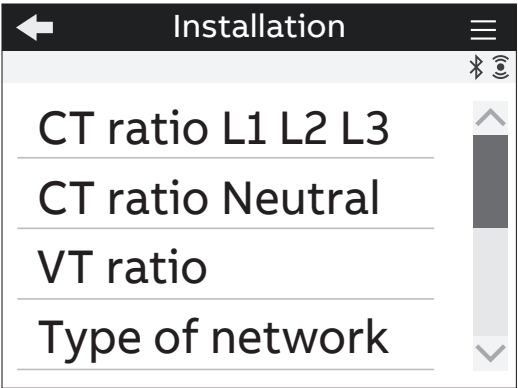 Installation
CT ratio L1 L2 L3
CT ratio Neutral
VT ratio
Type of network